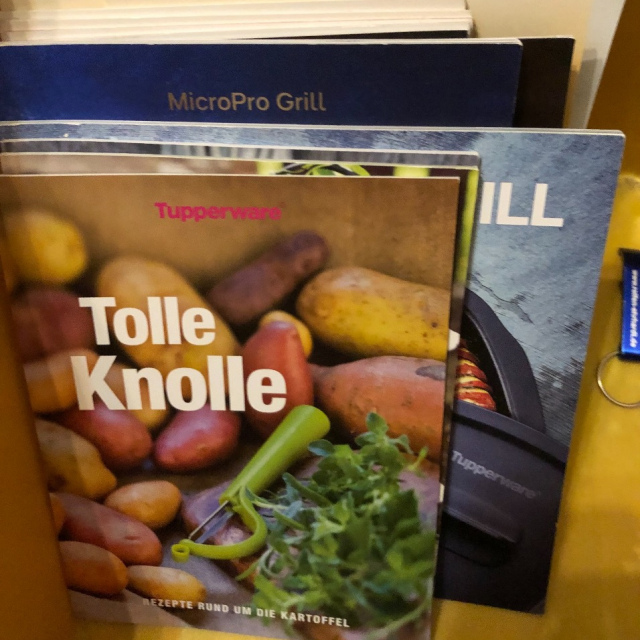 MicroPro Grill
ILL
Tupperware
Tolle
Knolle
Tupperware
REZEPTE RUND UM DIE KARTOFFEL